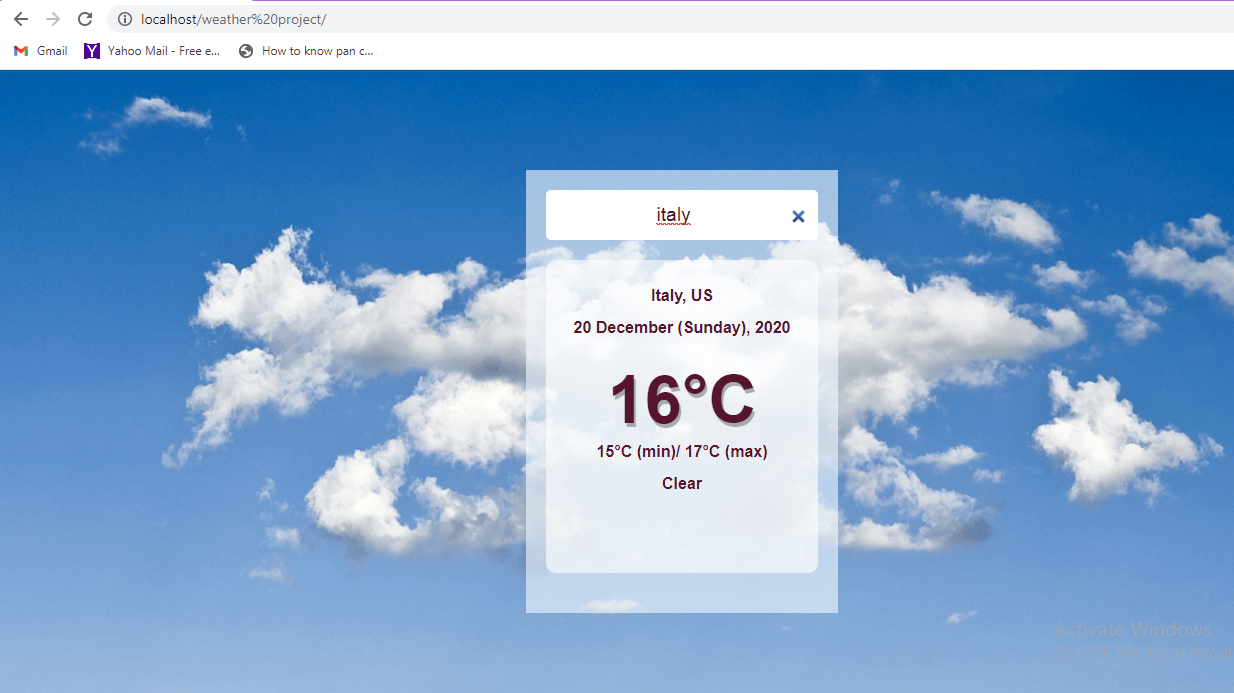 localhost/weather%20project/
Gmail
Yahoo Mail - Free e...
How to know pan c...
italy
Italy, US
20 December (Sunday), 2020
16°C
15°C (min)/ 17°C (max)
Clear
Activate Windows